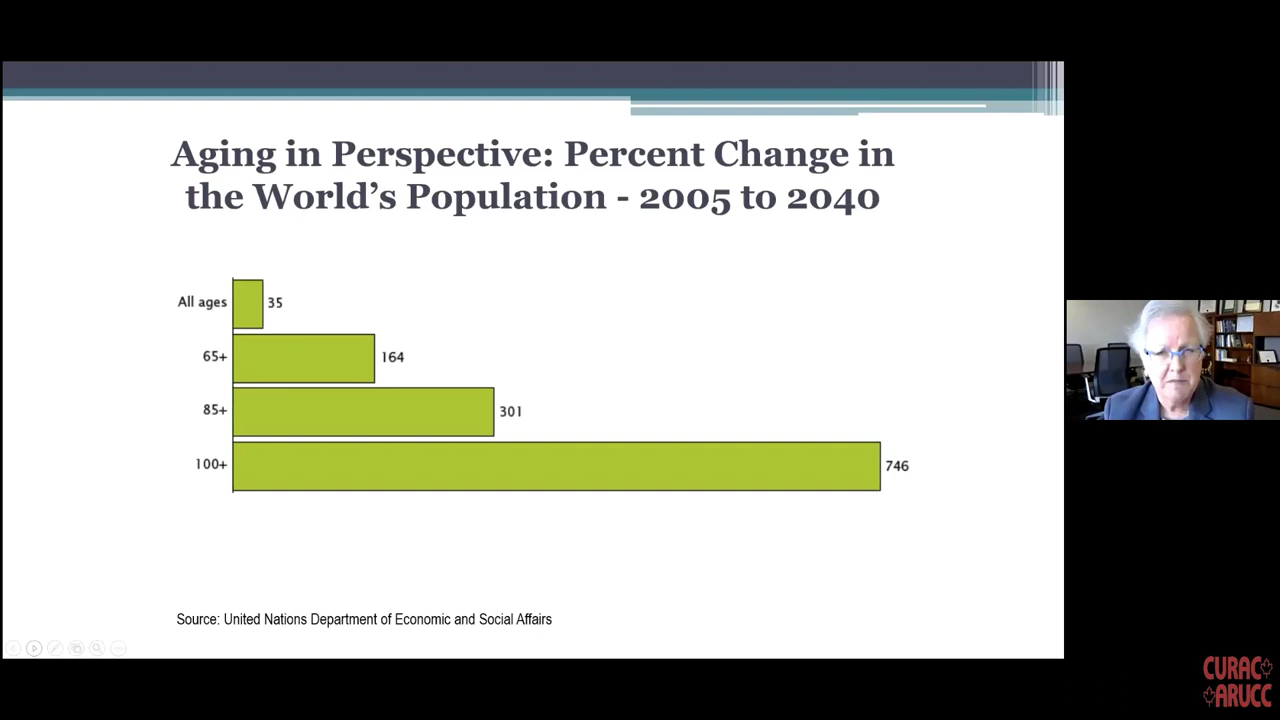 Aging in Perspective: Percent Change in
the World's Population - 2005 to 2040
All ages 35
65+ 164
85+ 301
100+ 746
Source: United Nations Department of Economic and Social Affairs
CURAC
ARUCC